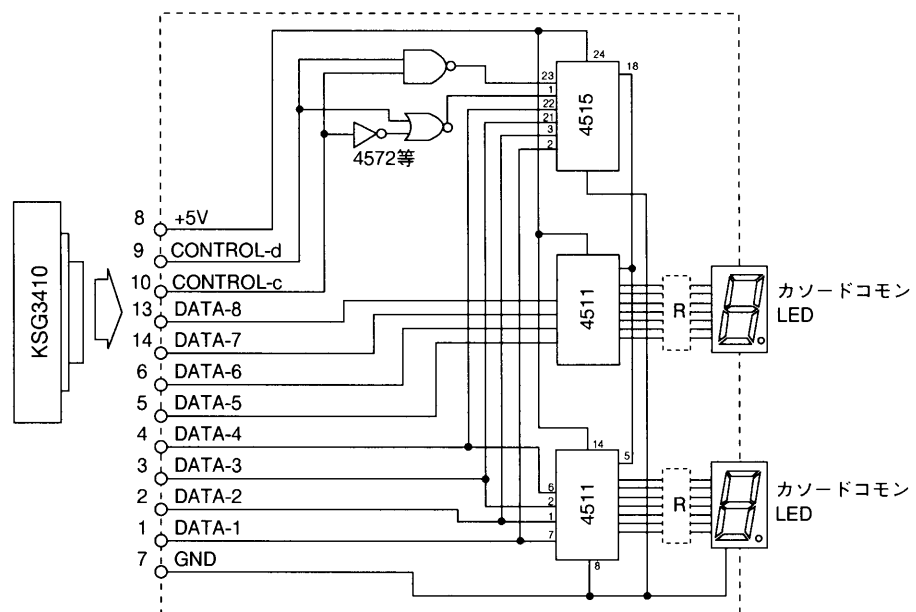 24
18
23
1
22
21
3
2
4515
4572等
KSG3410
8 +5V
9 CONTROL-d
10 CONTROL-c
13 DATA-8
14 DATA-7
6 DATA-6
5 DATA-5
4 DATA-4
3 DATA-3
2 DATA-2
1 DATA-1
7 GND
4511
R
カソードコモン
LED
14
5
6
2
1
7
4511
8
R
カソードコモン
LED